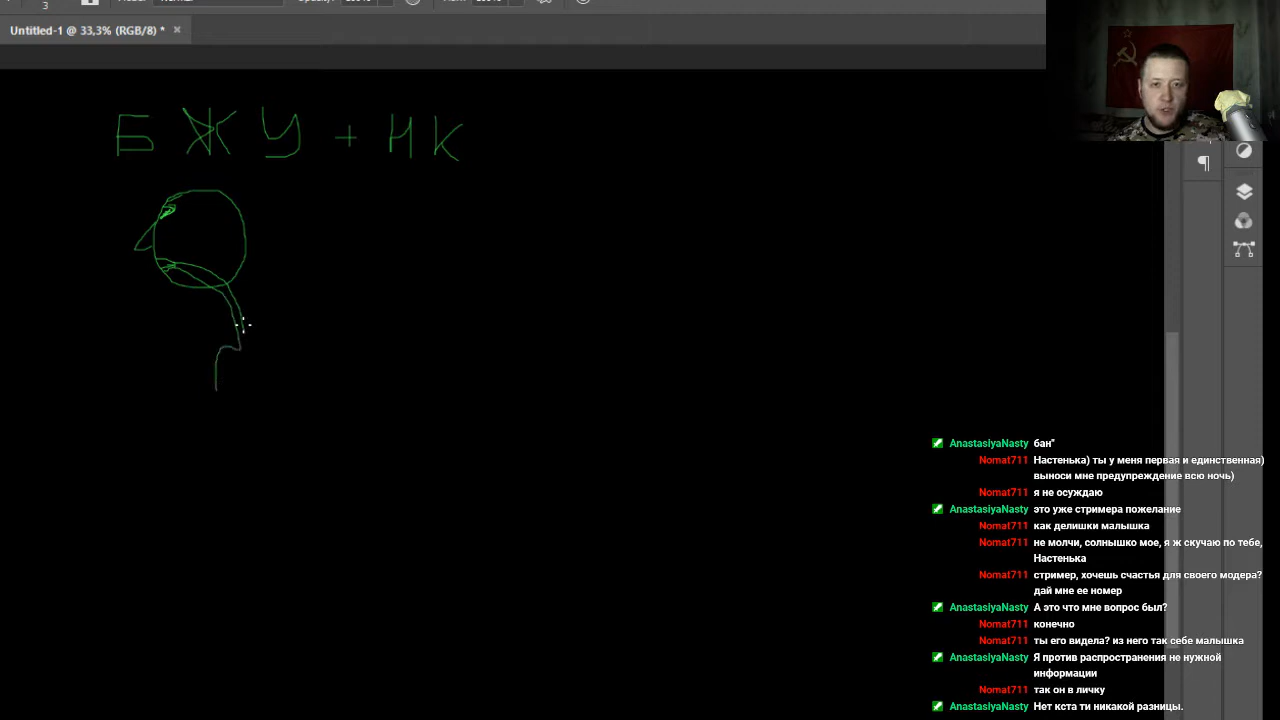 3
Untitled-1 @ 33,3% (RGB/8) *
Б Ж У + Н К
AnastasiyaNasty бан"
Nomat711 Настенька) ты у меня первая и единственная)
выноси мне предупреждение всю ночь)
Nomat711 я не осуждаю
AnastasiyaNasty это уже стримера пожелание
Nomat711 как делишки малышка
Nomat711 не молчи, солнышко мое, я ж скучаю по тебе,
Настенька
Nomat711 стример, хочешь счастья для своего модера?
дай мне ее номер
AnastasiyaNasty А это что мне вопрос был?
Nomat711 конечно
Nomat711 ты его видела? из него так себе малышка
AnastasiyaNasty Я против распространения не нужной
информации
Nomat711 так он в личку
AnastasiyaNasty Нет кста ти никакой разницы.